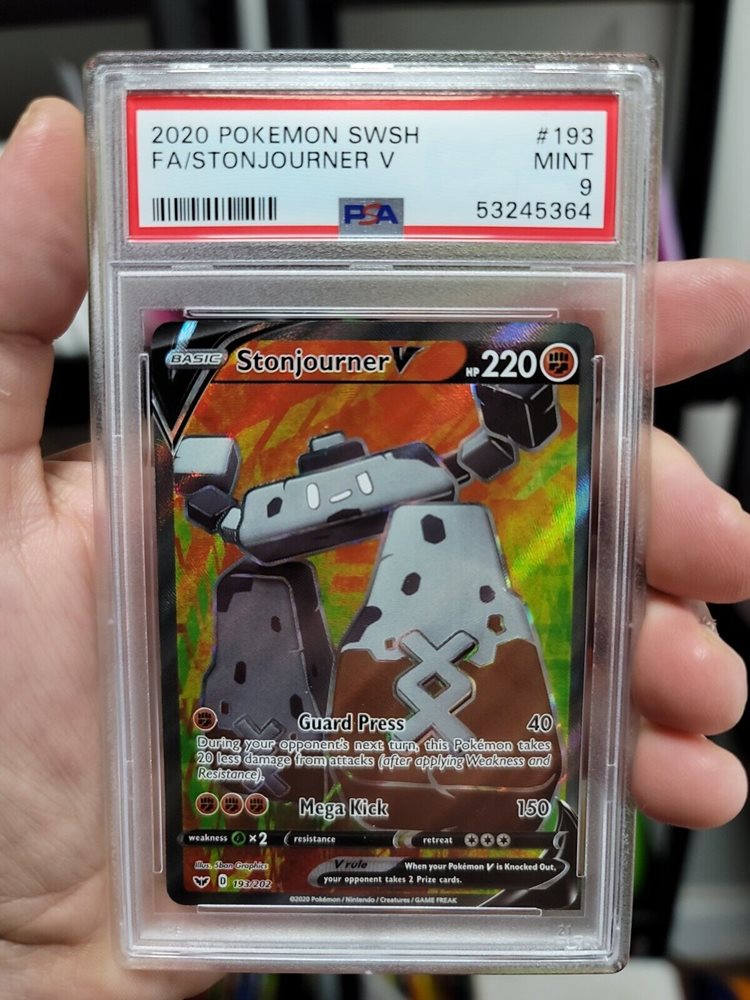 2020 POKEMON SWSH #193
FA/STONJOURNER V MINT
9
PSA 53245364
BASIC Stonjourner V HP 220
Guard Press 40
During your opponent's next turn, this Pokémon takes
20 less damage from attacks (after applying Weakness and
Resistance).
Mega Kick 150
weakness ×2 resistance retreat
Illus. 5ban Graphics V rule When your Pokémon V is Knocked Out,
your opponent takes 2 Prize cards.
D 193/202
©2020 Pokémon / Nintendo / Creatures / GAME FREAK